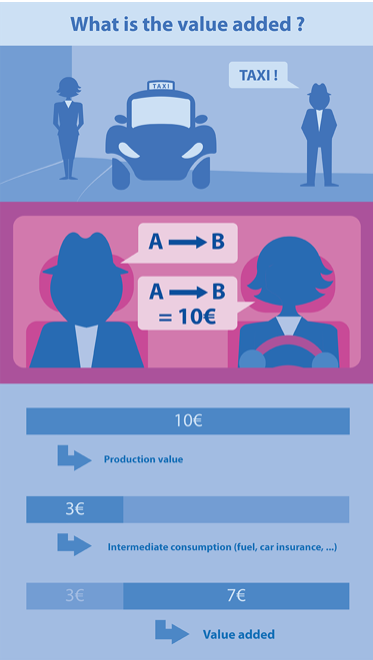 What is the value added ?
TAXI
TAXI !
A B
A B
= 10€
10€
Production value
3€
Intermediate consumption (fuel, car insurance, ...)
3€ 7€
Value added